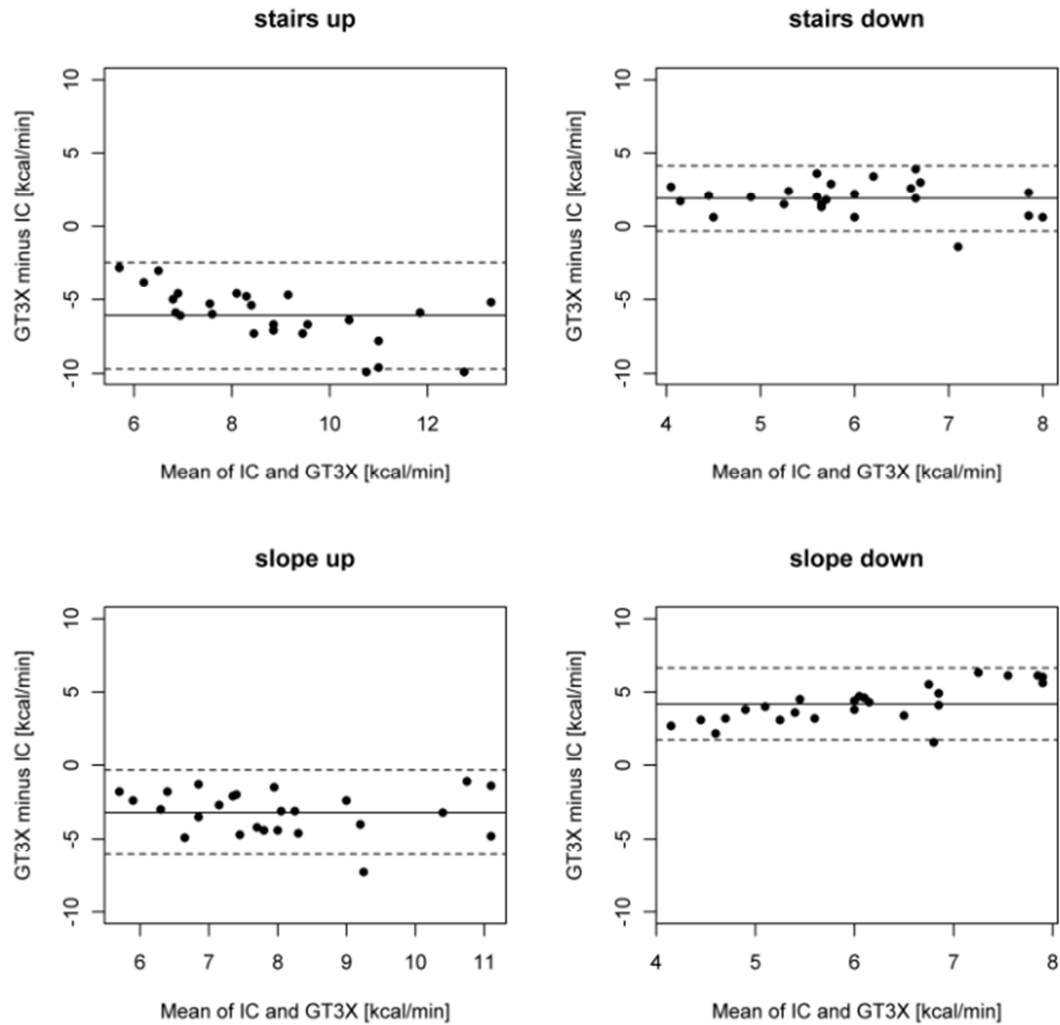 stairs up
GT3X minus IC [kcal/min]
10
5
0
-5
-10
6 8 10 12
Mean of IC and GT3X [kcal/min]
stairs down
GT3X minus IC [kcal/min]
10
5
0
-5
-10
4 5 6 7 8
Mean of IC and GT3X [kcal/min]
slope up
GT3X minus IC [kcal/min]
10
5
0
-5
-10
6 7 8 9 10 11
Mean of IC and GT3X [kcal/min]
slope down
GT3X minus IC [kcal/min]
10
5
0
-5
-10
4 5 6 7 8
Mean of IC and GT3X [kcal/min]